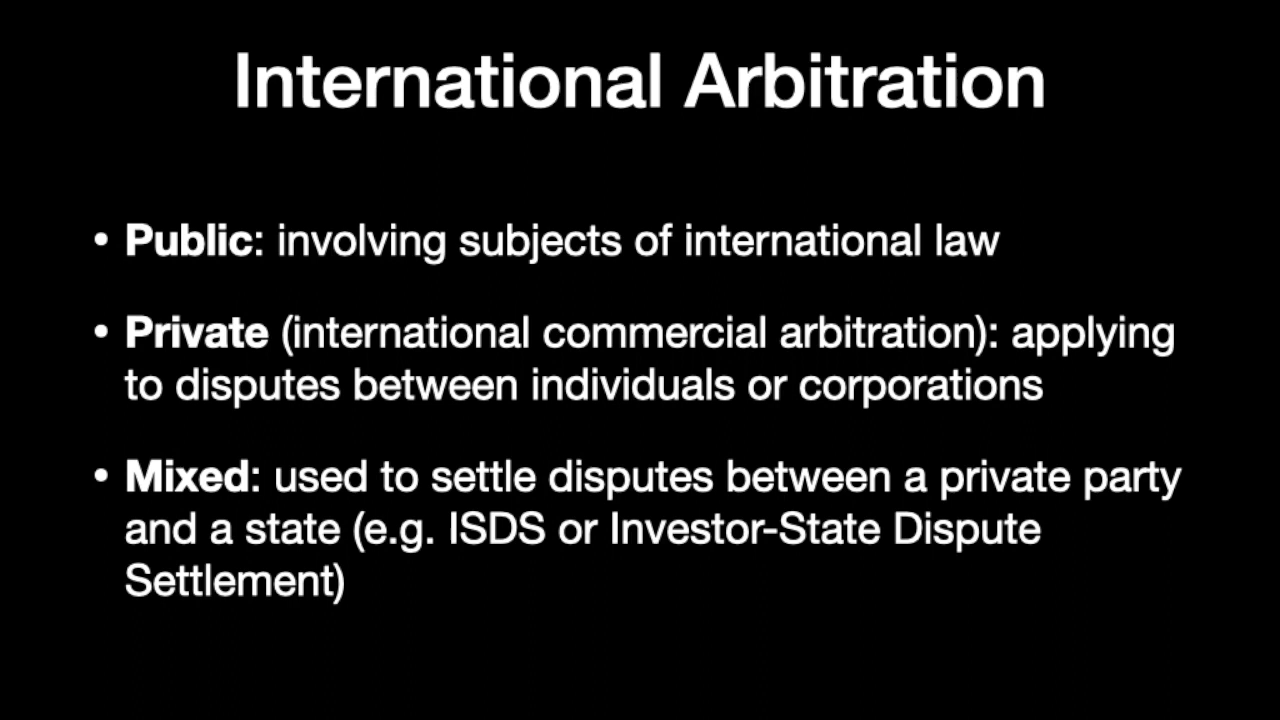 International Arbitration
• Public: involving subjects of international law
• Private (international commercial arbitration): applying
to disputes between individuals or corporations
• Mixed: used to settle disputes between a private party
and a state (e.g. ISDS or Investor-State Dispute
Settlement)